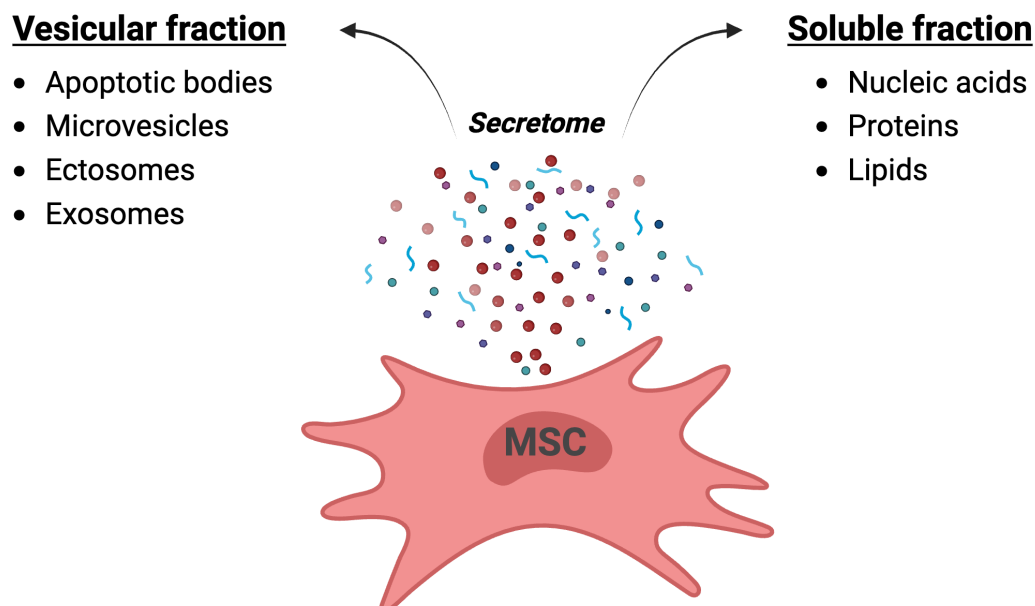 Vesicular fraction
• Apoptotic bodies
• Microvesicles
• Ectosomes
• Exosomes
Secretome
Soluble fraction
• Nucleic acids
• Proteins
• Lipids
MSC